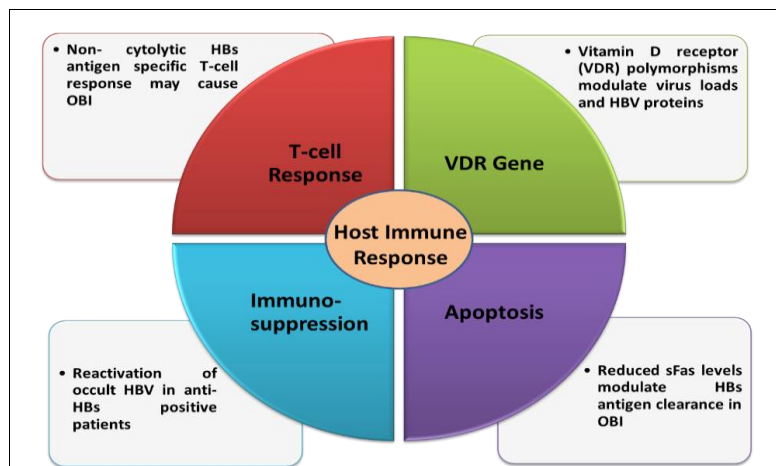 • Non- cytolytic HBs
antigen specific T-cell
response may cause
OBI
• Vitamin D receptor
(VDR) polymorphisms
modulate virus loads
and HBV proteins
T-cell
Response
VDR Gene
Host Immune
Response
Immuno-
suppression
Apoptosis
• Reactivation of
occult HBV in anti-
HBs positive
patients
• Reduced sFas levels
modulate HBs
antigen clearance in
OBI